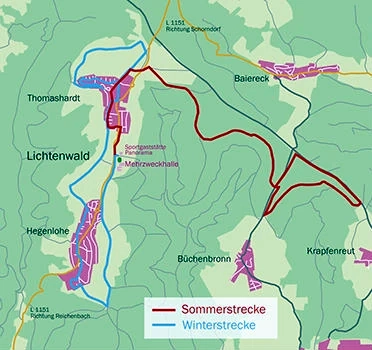 L 1151
Richtung Schorndorf
Baiereck
Thomashardt
Sportgaststätte
Panorama
Lichtenwald
Mehrzweckhalle
Hegenlohe
Büchenbronn
Krapfenreut
L 1151
Richtung Reichenbach
Sommerstrecke
Winterstrecke